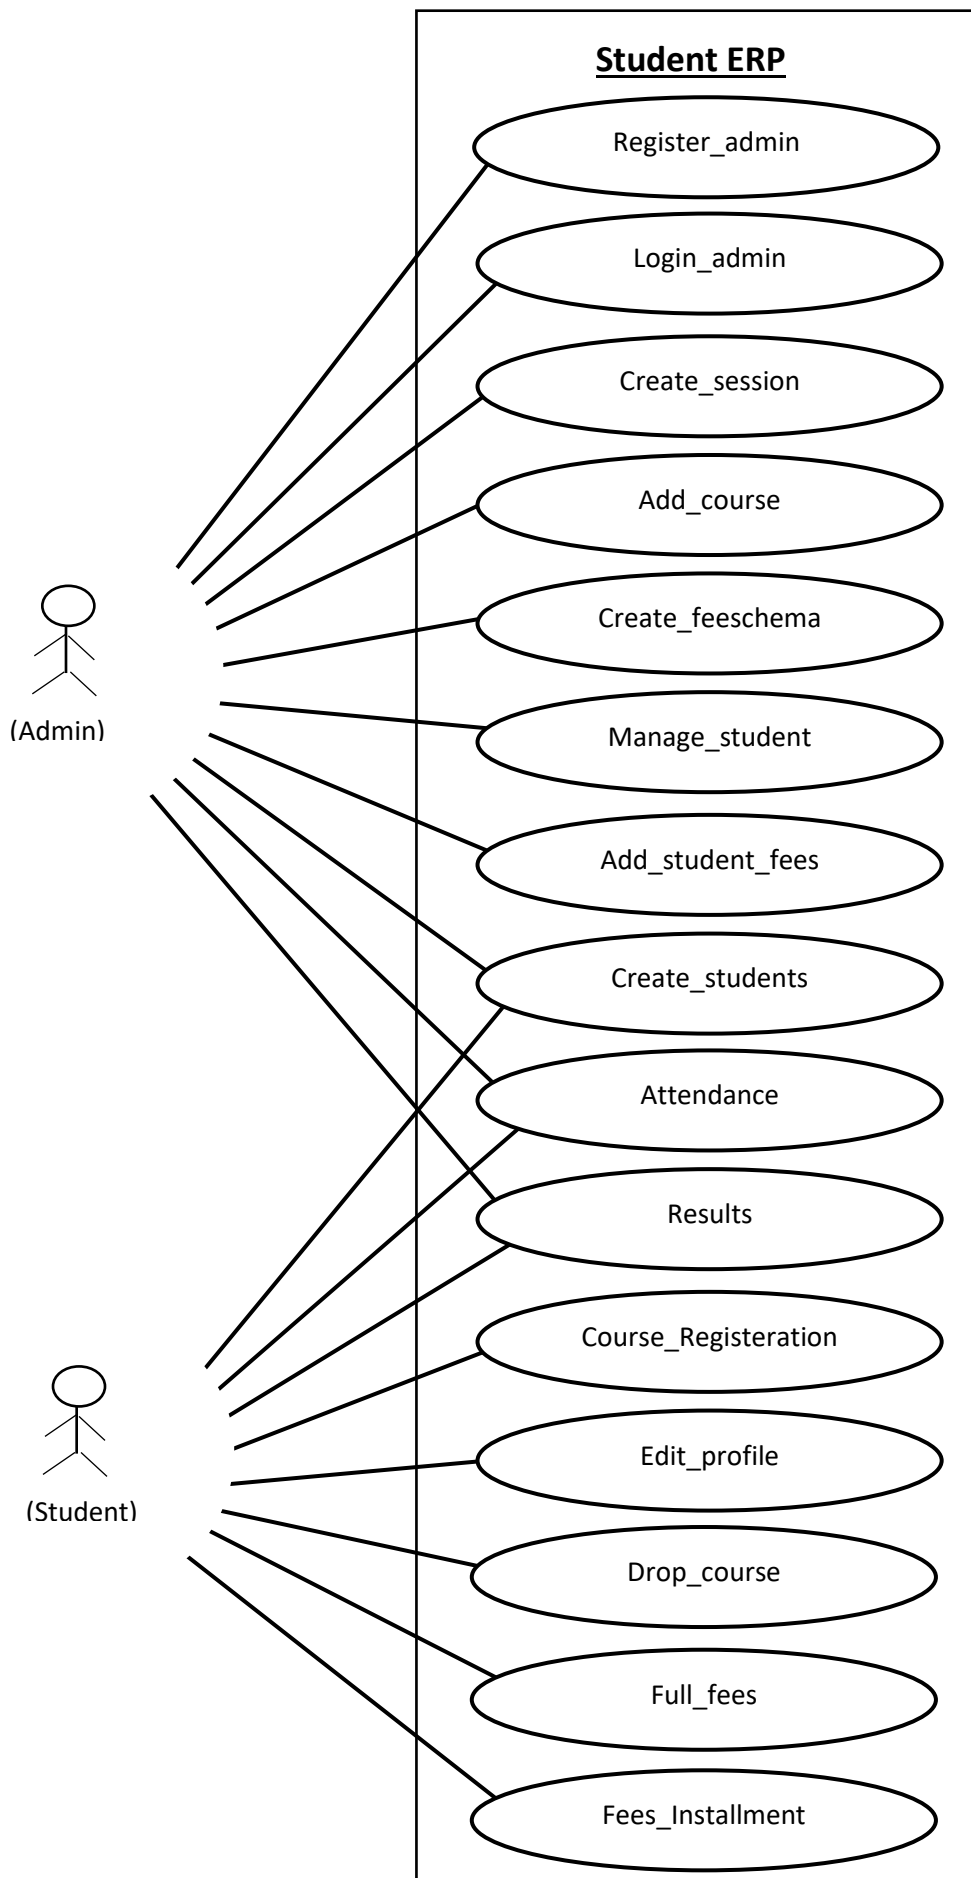 Student ERP
Register_admin
Login_admin
Create_session
Add_course
Create_feeschema
Manage_student
(Admin)
Add_student_fees
Create_students
Attendance
Results
Course_Registeration
Edit_profile
(Student)
Drop_course
Full_fees
Fees_Installment